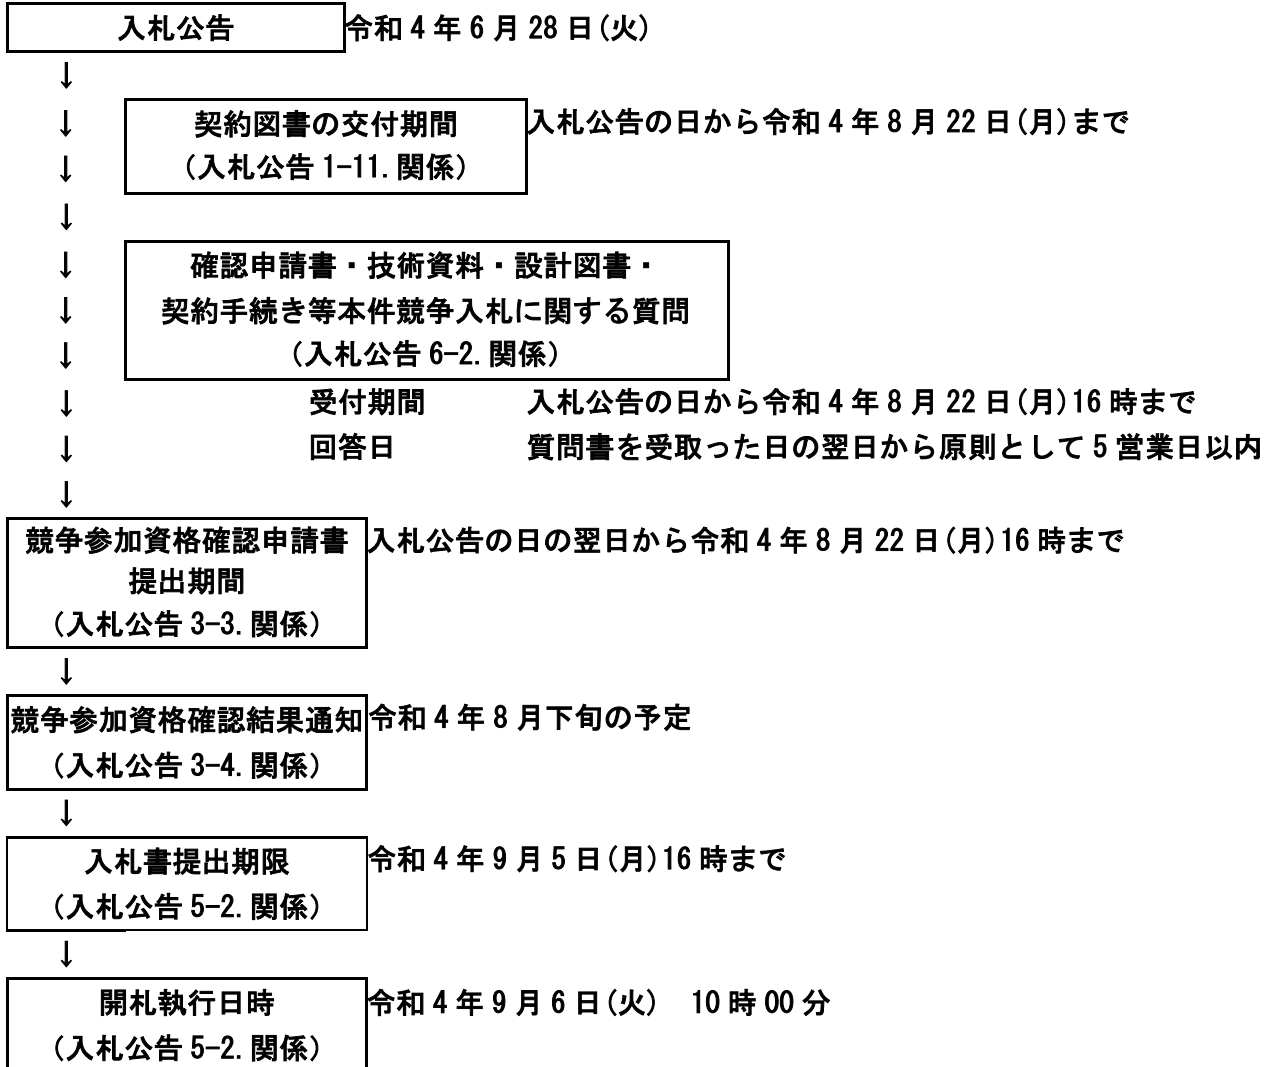 入札公告 令和4年6月28日(火)
↓
↓ 契約図書の交付期間 入札公告の日から令和4年8月22日(月)まで
↓ (入札公告1-11.関係)
↓
↓ 確認申請書・技術資料・設計図書・
↓ 契約手続き等本件競争入札に関する質問
↓ (入札公告6-2.関係)
↓ 受付期間 入札公告の日から令和4年8月22日(月)16時まで
↓ 回答日 質問書を受取った日の翌日から原則として5営業日以内
↓
競争参加資格確認申請書 入札公告の日の翌日から令和4年8月22日(月)16時まで
提出期間
(入札公告3-3.関係)
↓
競争参加資格確認結果通知 令和4年8月下旬の予定
(入札公告3-4.関係)
↓
入札書提出期限 令和4年9月5日(月)16時まで
(入札公告5-2.関係)
↓
開札執行日時 令和4年9月6日(火) 10時00分
(入札公告5-2.関係)